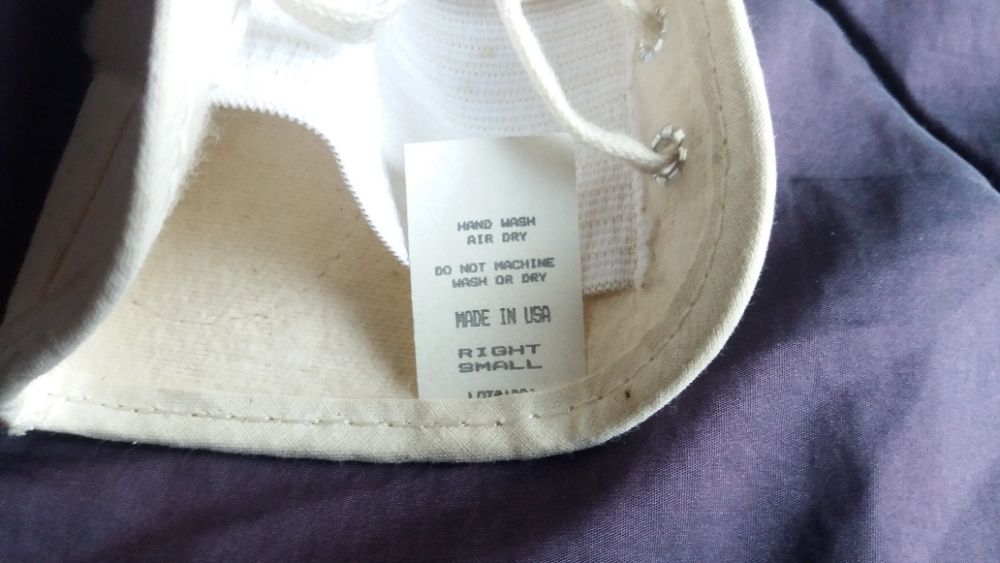 HAND WASH
AIR DRY
DO NOT MACHINE
WASH OR DRY
MADE IN USA
RIGHT
SMALL